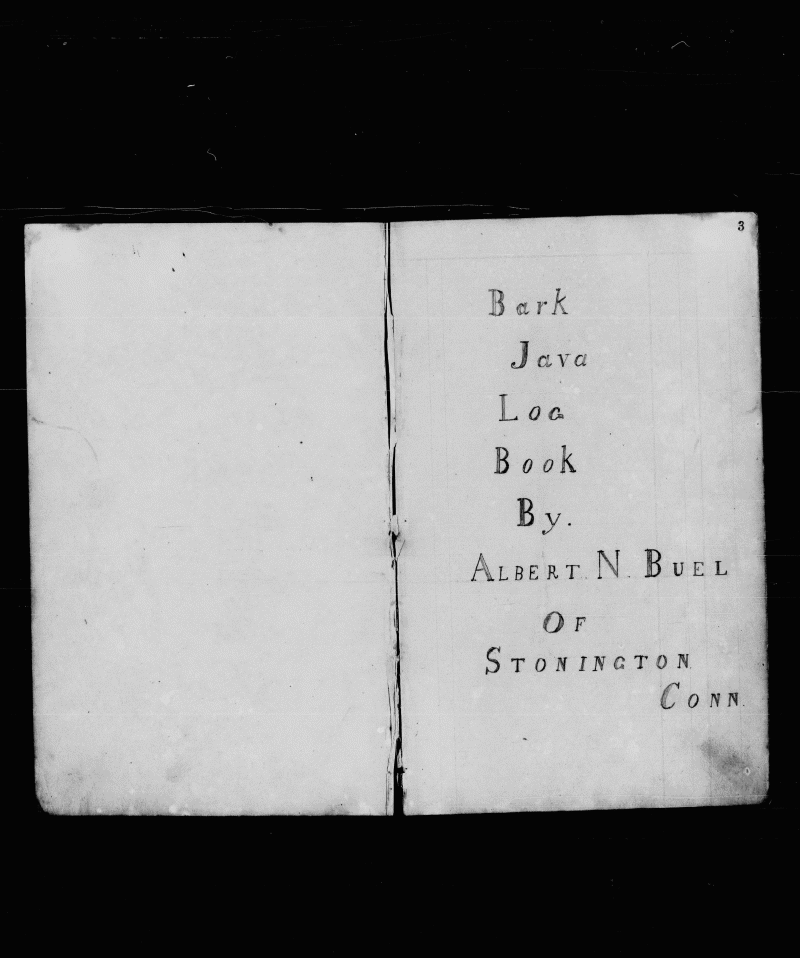 3
Bark
Java
Log
Book
By.
ALBERT. N. BUEL
OF
STONINGTON
CONN.